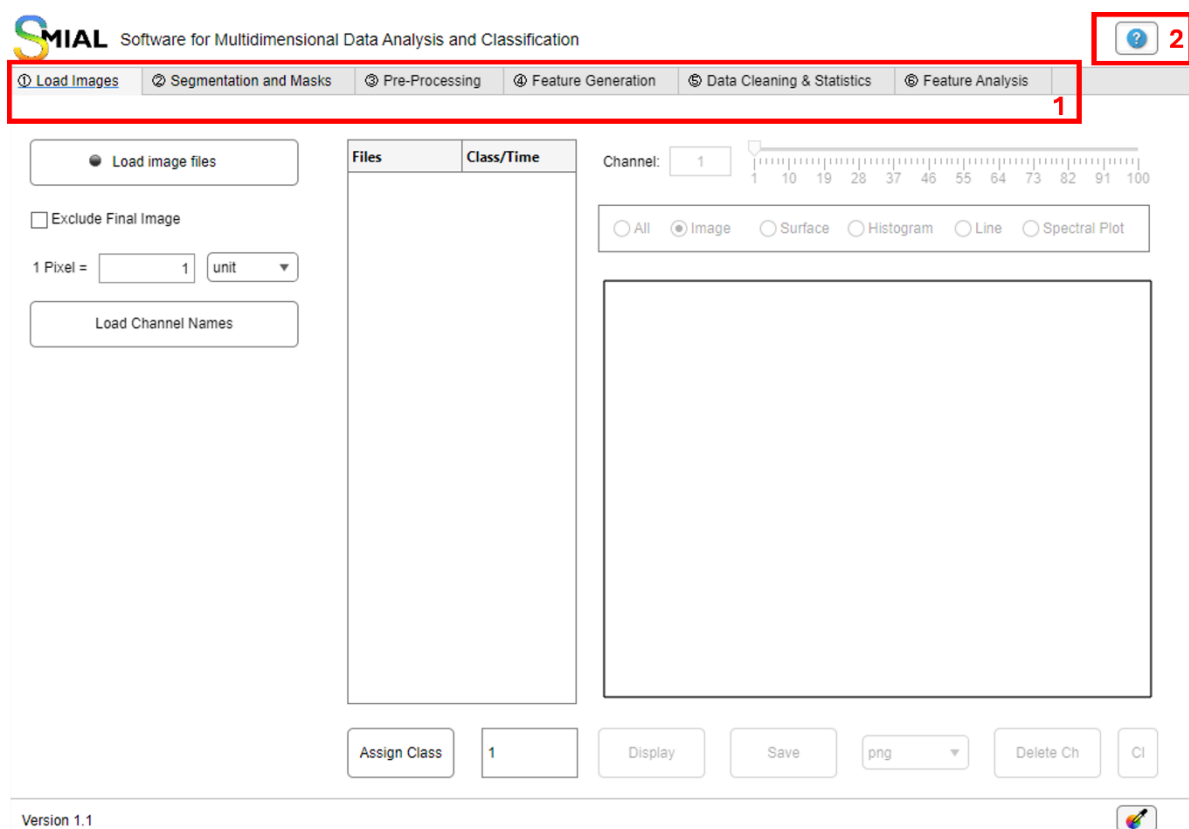 SMIAL Software for Multidimensional Data Analysis and Classification
2
① Load Images ② Segmentation and Masks ③ Pre-Processing ④ Feature Generation ⑤ Data Cleaning & Statistics ⑥ Feature Analysis
1
Load image files
Exclude Final Image
1 Pixel = 1 unit
Load Channel Names
Files Class/Time
Channel: 1
1 10 19 28 37 46 55 64 73 82 91 100
All Image Surface Histogram Line Spectral Plot
Assign Class 1 Display Save png Delete Ch Cl
Version 1.1